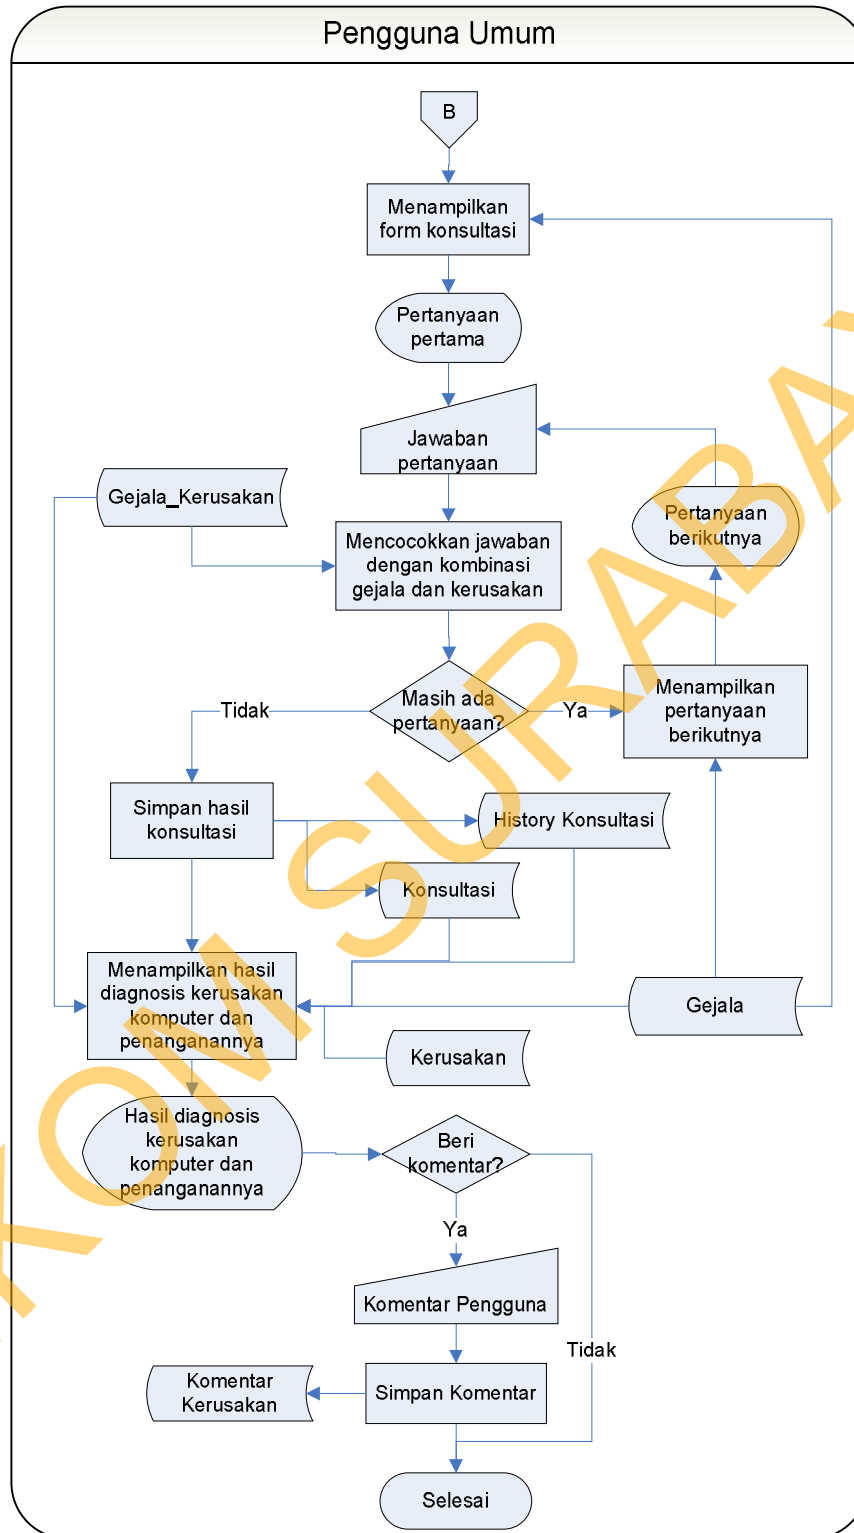 Pengguna Umum
B
Menampilkan
form konsultasi
Pertanyaan
pertama
Jawaban
pertanyaan
Gejala_Kerusakan
Pertanyaan
berikutnya
Mencocokkan jawaban
dengan kombinasi
gejala dan kerusakan
Masih ada
pertanyaan?
Tidak
Ya
Menampilkan
pertanyaan
berikutnya
Simpan hasil
konsultasi
History Konsultasi
Konsultasi
Menampilkan hasil
diagnosis kerusakan
komputer dan
penanganannya
Gejala
Kerusakan
Hasil diagnosis
kerusakan
komputer dan
penanganannya
Beri
komentar?
Ya
Komentar Pengguna
Tidak
Komentar
Kerusakan
Simpan Komentar
Selesai
KOM SURABAY